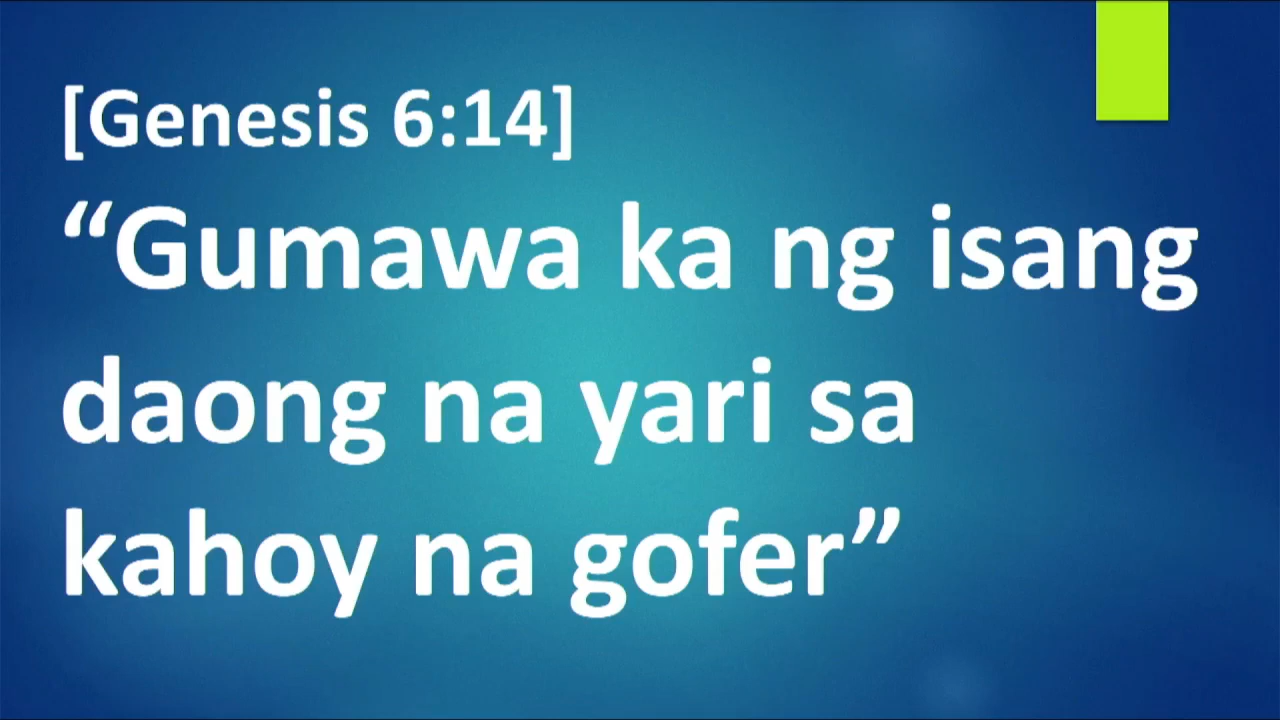 [Genesis 6:14]
“Gumawa ka ng isang
daong na yari sa
kahoy na gofer”